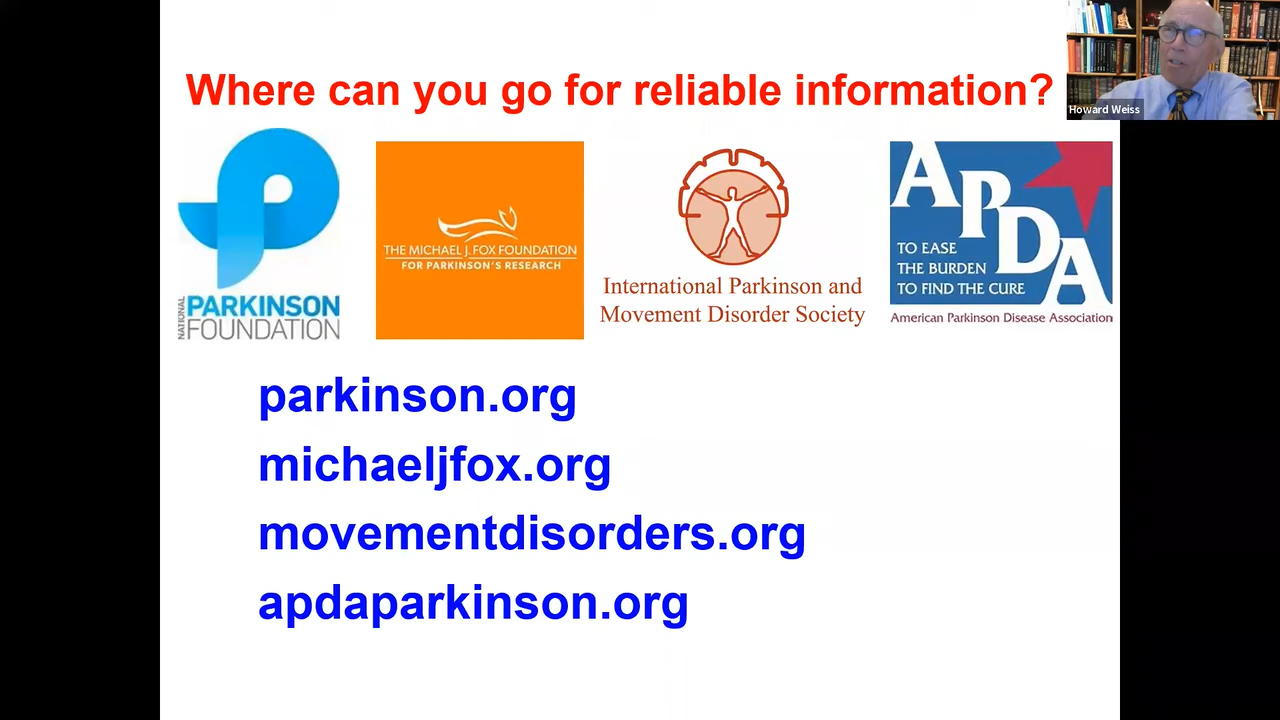 Where can you go for reliable information?
Howard Weiss
NATIONAL
PARKINSON
FOUNDATION
THE MICHAEL J. FOX FOUNDATION
FOR PARKINSON'S RESEARCH
International Parkinson and
Movement Disorder Society
APDA
TO EASE
THE BURDEN
TO FIND THE CURE
American Parkinson Disease Association
parkinson.org
michaeljfox.org
movementdisorders.org
apdaparkinson.org